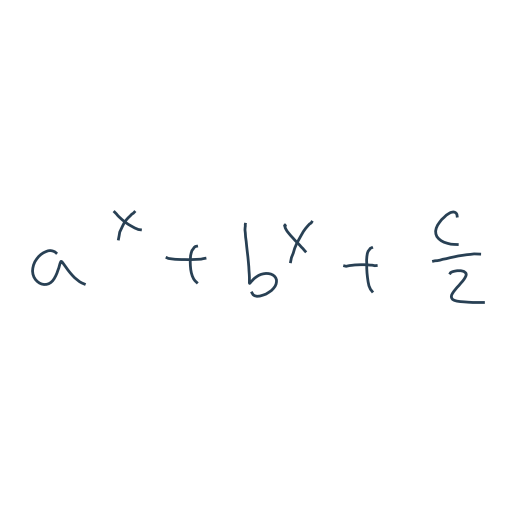 a^x + b^x + c/2